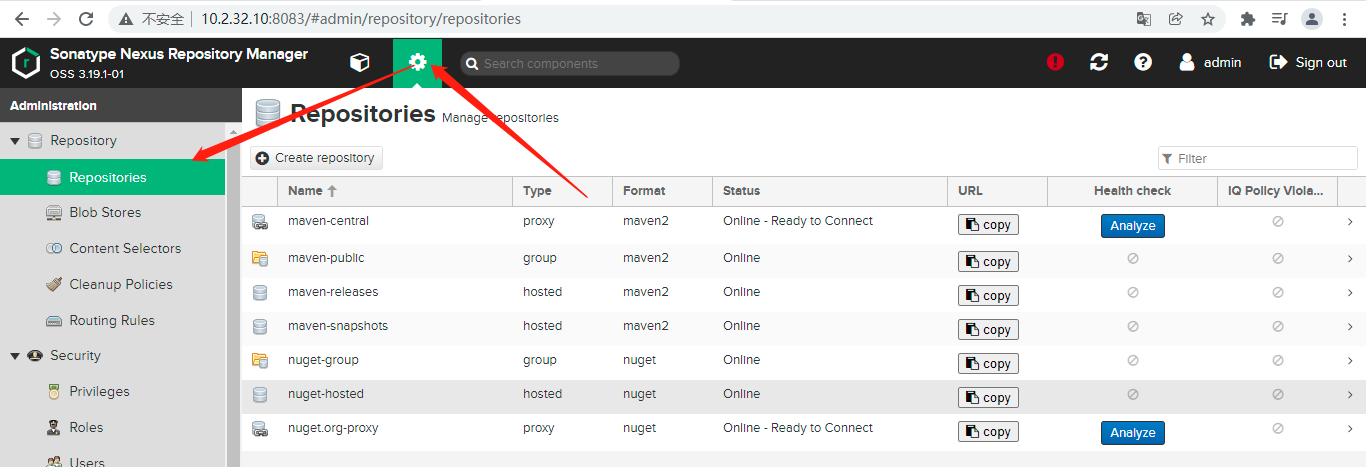 不安全 | 10.2.32.10:8083/#admin/repository/repositories
Sonatype Nexus Repository Manager
OSS 3.19.1-01
Search components
admin
Sign out
Administration
Repository
Repositories
Blob Stores
Content Selectors
Cleanup Policies
Routing Rules
Security
Privileges
Roles
Users
Repositories Manage repositories
Create repository
Filter
Name Type Format Status URL Health check IQ Policy Viola...
maven-central proxy maven2 Online - Ready to Connect copy Analyze
maven-public group maven2 Online copy
maven-releases hosted maven2 Online copy
maven-snapshots hosted maven2 Online copy
nuget-group group nuget Online copy
nuget-hosted hosted nuget Online copy
nuget.org-proxy proxy nuget Online - Ready to Connect copy Analyze